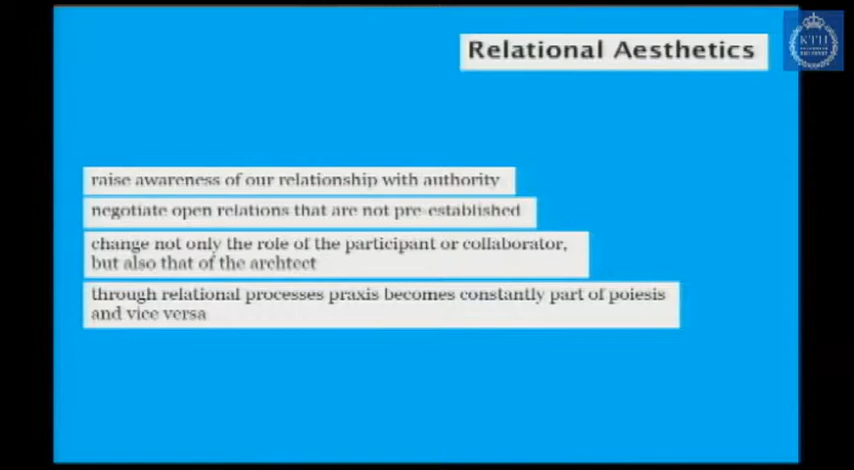 Relational Aesthetics
KTH
raise awareness of our relationship with authority
negotiate open relations that are not pre-established
change not only the role of the participant or collaborator,
but also that of the archtect
through relational processes praxis becomes constantly part of poiesis
and vice versa